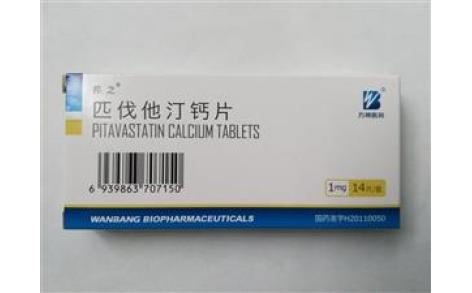 邦之®
匹伐他汀钙片
PITAVASTATIN CALCIUM TABLETS
6 939863 707150
万邦医药
1mg 14片/盒
WANBANG BIOPHARMACEUTICALS
国药准字H20110050